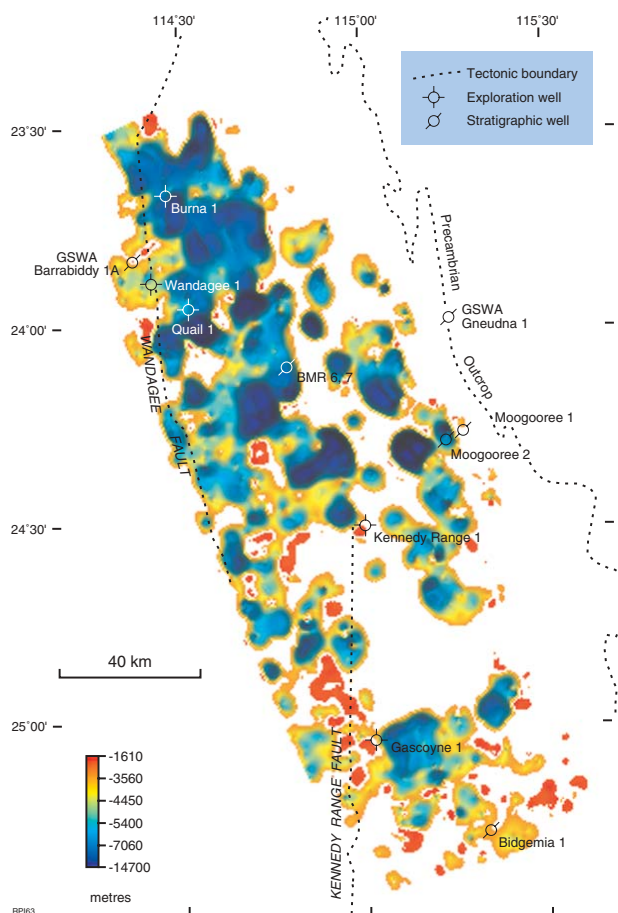 114˚30' 115˚00' 115˚30'
Tectonic boundary
Exploration well
Stratigraphic well
23˚30'
Burna 1
Precambrian
GSWA
Barrabiddy 1A
Wandagee 1
Quail 1
GSWA
Gneudna 1
24˚00'
WANDAGEE FAULT
BMR 6, 7
Outcrop
Moogooree 1
Moogooree 2
24˚30'
Kennedy Range 1
40 km
25˚00'
Gascoyne 1
KENNEDY RANGE FAULT
-1610
-3560
-4450
-5400
-7060
-14700
Bidgemia 1
metres
RPI63